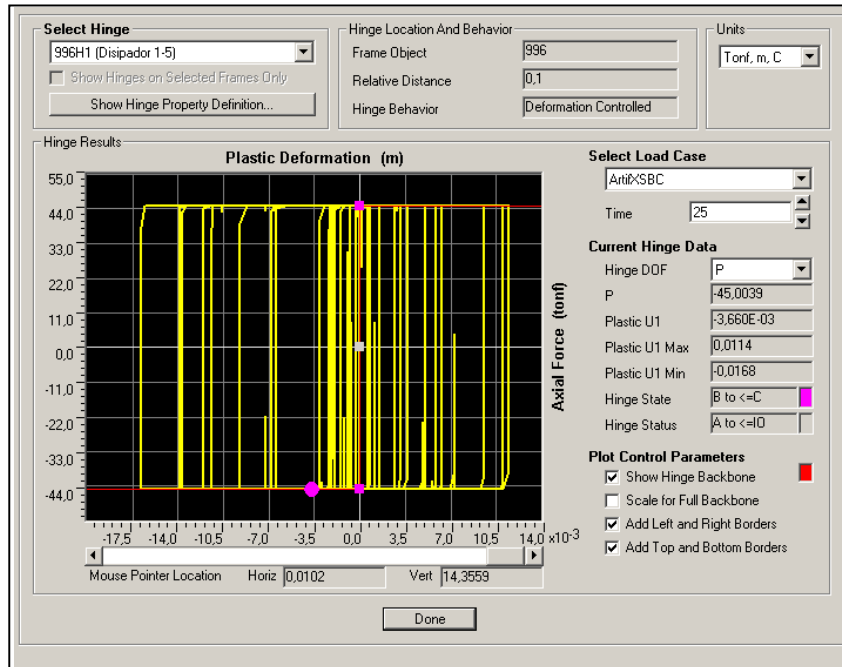 Select Hinge
996H1 (Disipador 1-5)
Show Hinges on Selected Frames Only
Show Hinge Property Definition...
Hinge Location And Behavior
Frame Object 996
Relative Distance 0,1
Hinge Behavior Deformation Controlled
Units
Tonf, m, C
Hinge Results
Plastic Deformation (m)
55,0
44,0
33,0
22,0
11,0
0,0
-11,0
-22,0
-33,0
-44,0
-17,5 -14,0 -10,5 -7,0 -3,5 0,0 3,5 7,0 10,5 14,0 x10-3
Axial Force (tonf)
Mouse Pointer Location Horiz 0,0102 Vert 14,3559
Select Load Case
ArtifXSBC
Time 25
Current Hinge Data
Hinge DOF P
P -45,0039
Plastic U1 -3,660E-03
Plastic U1 Max 0,0114
Plastic U1 Min -0,0168
Hinge State B to <=C
Hinge Status A to <=IO
Plot Control Parameters
Show Hinge Backbone
Scale for Full Backbone
Add Left and Right Borders
Add Top and Bottom Borders
Done